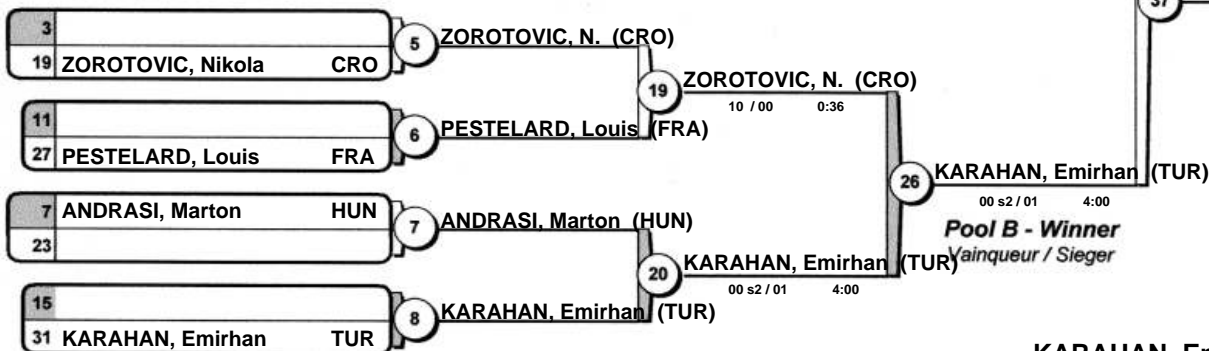 37
3
19 ZOROTOVIC, Nikola CRO
5 ZOROTOVIC, N. (CRO)
19 ZOROTOVIC, N. (CRO)
10 / 00 0:36
11
27 PESTELARD, Louis FRA
6 PESTELARD, Louis (FRA)
26 KARAHAN, Emirhan (TUR)
00 s2 / 01 4:00
Pool B - Winner
Vainqueur / Sieger
7 ANDRASI, Marton HUN
23
7 ANDRASI, Marton (HUN)
20 KARAHAN, Emirhan (TUR)
00 s2 / 01 4:00
15
31 KARAHAN, Emirhan TUR
8 KARAHAN, Emirhan (TUR)